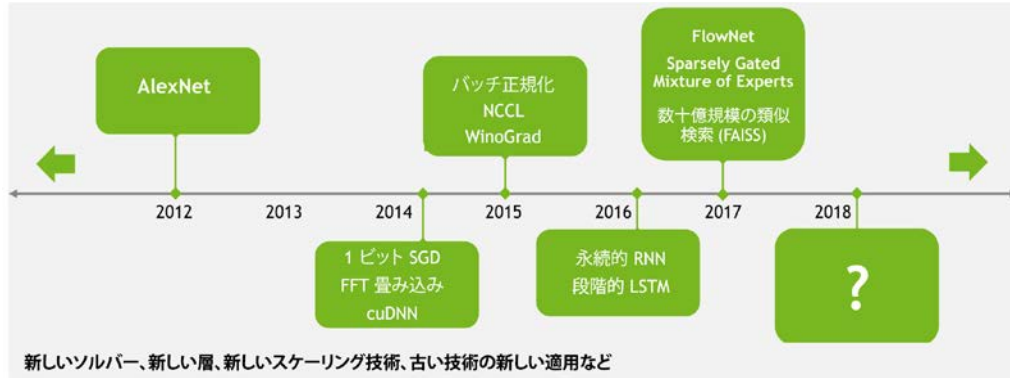 AlexNet
バッチ正規化
NCCL
WinoGrad
FlowNet
Sparsely Gated
Mixture of Experts
数十億規模の類似
検索 (FAISS)
2012
2013
2014
2015
2016
2017
2018
1 ビット SGD
FFT 畳み込み
cuDNN
永続的 RNN
段階的 LSTM
?
新しいソルバー、新しい層、新しいスケーリング技術、古い技術の新しい適用など